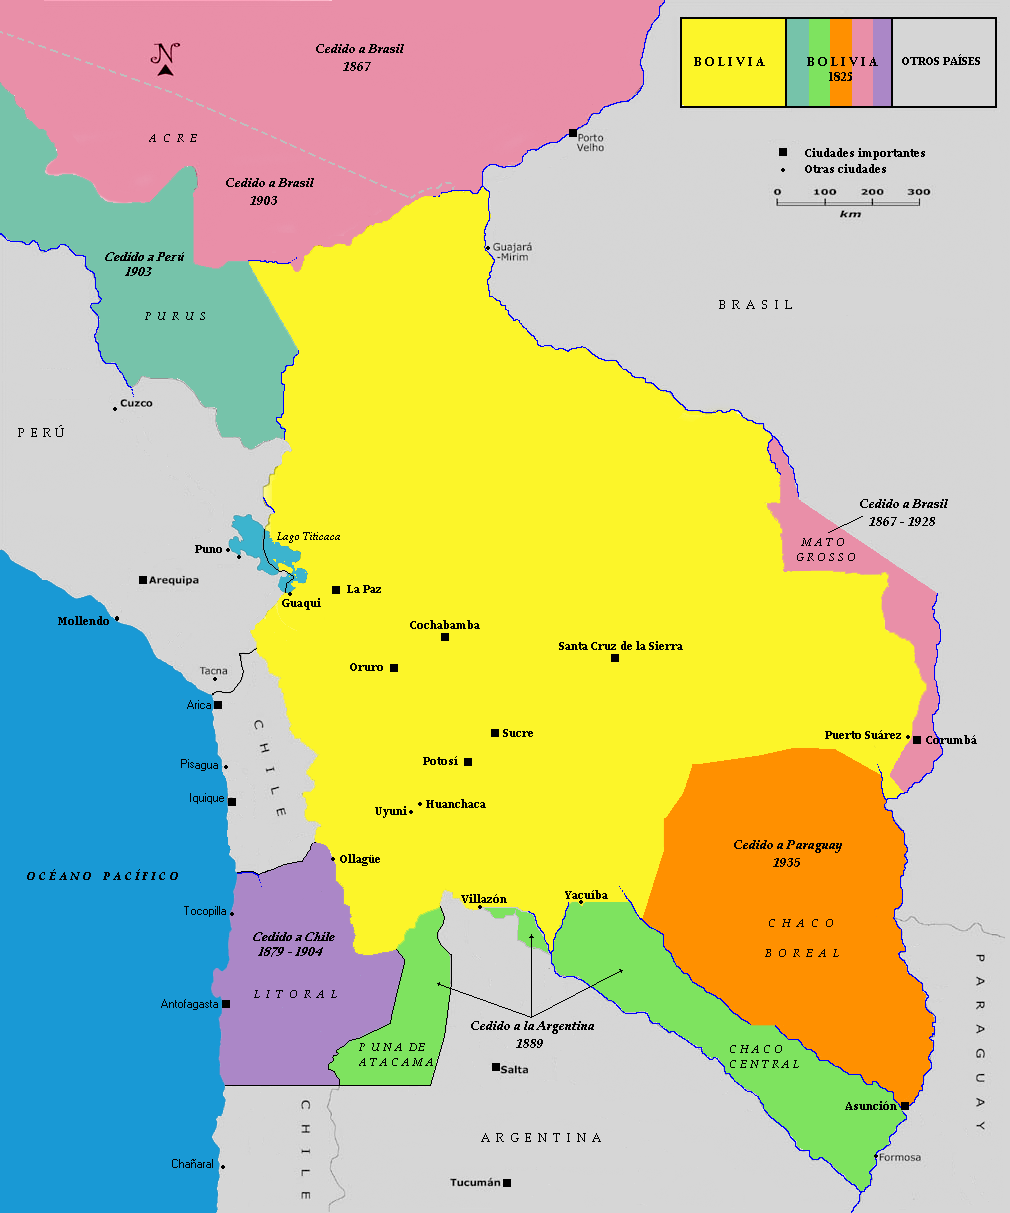 Cedido a Brasil
1867
N
BOLIVIA
BOLIVIA
1825
OTROS PAÍSES
ACRE
Porto
Velho
Ciudades importantes
Otras ciudades
0 100 200 300
km
Cedido a Brasil
1903
Cedido a Perú
1903
PURUS
Guajará
-Mirim
BRASIL
Cuzco
PERÚ
Cedido a Brasil
1867 - 1928
MATO
GROSSO
Lago Titicaca
Puno
Arequipa
La Paz
Guaqui
Mollendo
Cochabamba
Santa Cruz de la Sierra
Oruro
Tacna
Arica
CHILE
Sucre
Puerto Suárez
Corumbá
Pisagua
Potosí
Iquique
Huanchaca
Uyuni
Ollagüe
Cedido a Paraguay
1935
OCÉANO PACÍFICO
Villazón
Yacuíba
Tocopilla
CHACO
BOREAL
Cedido a Chile
1879 - 1904
LITORAL
PARAGUAY
Antofagasta
Cedido a la Argentina
1889
PUNA DE
ATACAMA
CHACO
CENTRAL
Salta
Asunción
CHILE
ARGENTINA
Formosa
Chañaral
Tucumán